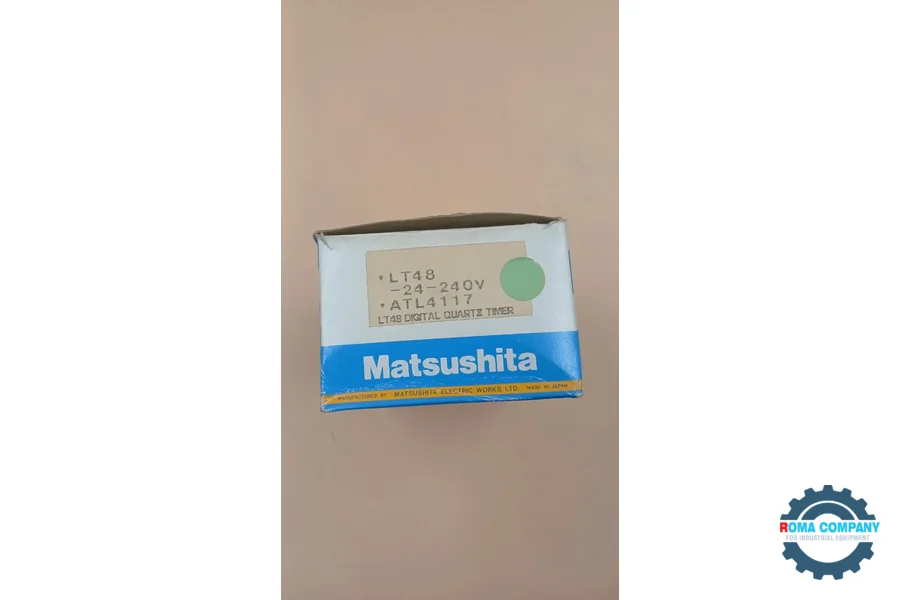 * LT48
-24-240V
* ATL4117
LT48 DIGITAL QUARTZ TIMER
Matsushita
MANUFACTURED BY MATSUSHITA ELECTRIC WORKS LTD. MADE IN JAPAN
ROMA COMPANY
FOR INDUSTRIAL EQUIPMENT